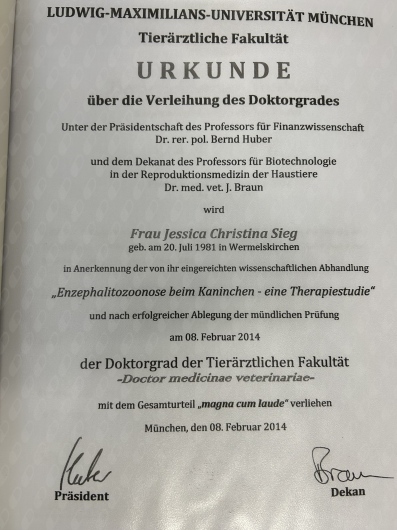 LUDWIG-MAXIMILIANS-UNIVERSITÄT MÜNCHEN
Tierärztliche Fakultät
URKUNDE
über die Verleihung des Doktorgrades
Unter der Präsidentschaft des Professors für Finanzwissenschaft
Dr. rer. pol. Bernd Huber
und dem Dekanat des Professors für Biotechnologie
in der Reproduktionsmedizin der Haustiere
Dr. med. vet. J. Braun
wird
Frau Jessica Christina Sieg
geb. am 20. Juli 1981 in Wermelskirchen
in Anerkennung der von ihr eingereichten wissenschaftlichen Abhandlung
„Enzephalitozoonose beim Kaninchen - eine Therapiestudie“
und nach erfolgreicher Ablegung der mündlichen Prüfung
am 08. Februar 2014
der Doktorgrad der Tierärztlichen Fakultät
-Doctor medicinae veterinariae-
mit dem Gesamturteil „magna cum laude“ verliehen
München, den 08. Februar 2014
Huber Braun
Präsident Dekan